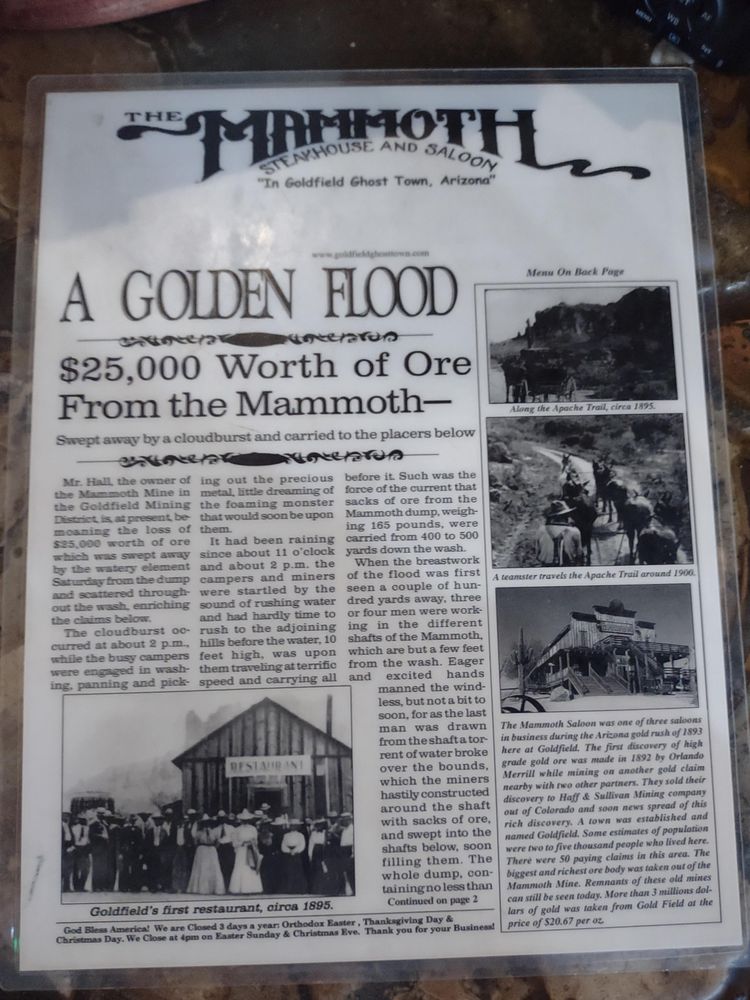 THE MAMMOTH
STEAKHOUSE AND SALOON
"In Goldfield Ghost Town, Arizona"
www.goldfieldghosttown.com
A GOLDEN FLOOD
$25,000 Worth of Ore
From the Mammoth—
Swept away by a cloudburst and carried to the placers below
Mr. Hall, the owner of
the Mammoth Mine in
the Goldfield Mining
District, is, at present, be-
moaning the loss of
$25,000 worth of ore
which was swept away
by the watery element
Saturday from the dump
and scattered through-
out the wash, enriching
the claims below.
The cloudburst oc-
curred at about 2 p.m.,
while the busy campers
were engaged in wash-
ing, panning and pick-
ing out the precious
metal, little dreaming of
the foaming monster
that would soon be upon
them.
It had been raining
since about 11 o'clock
and about 2 p.m. the
campers and miners
were startled by the
sound of rushing water
and had hardly time to
rush to the adjoining
hills before the water, 10
feet high, was upon
them traveling at terrific
speed and carrying all
before it. Such was the
force of the current that
sacks of ore from the
Mammoth dump, weigh-
ing 165 pounds, were
carried from 400 to 500
yards down the wash.
When the breastwork
of the flood was first
seen a couple of hun-
dred yards away, three
or four men were work-
ing in the different
shafts of the Mammoth,
which are but a few feet
from the wash. Eager
and excited hands
manned the wind-
less, but not a bit to
soon, for as the last
man was drawn
from the shaft a tor-
rent of water broke
over the bounds,
which the miners
hastily constructed
around the shaft
with sacks of ore,
and swept into the
shafts below, soon
filling them. The
whole dump, con-
taining no less than
Continued on page 2
RESTAURANT
Goldfield's first restaurant, circa 1895.
Menu On Back Page
Along the Apache Trail, circa 1895.
A teamster travels the Apache Trail around 1900.
The Mammoth Saloon was one of three saloons
in business during the Arizona gold rush of 1893
here at Goldfield. The first discovery of high
grade gold ore was made in 1892 by Orlando
Merrill while mining on another gold claim
nearby with two other partners. They sold their
discovery to Haff & Sullivan Mining company
out of Colorado and soon news spread of this
rich discovery. A town was established and
named Goldfield. Some estimates of population
were two to five thousand people who lived here.
There were 50 paying claims in this area. The
biggest and richest ore body was taken out of the
Mammoth Mine. Remnants of these old mines
can still be seen today. More than 3 millions dol-
lars of gold was taken from Gold Field at the
price of $20.67 per oz.
God Bless America! We are Closed 3 days a year: Orthodox Easter , Thanksgiving Day &
Christmas Day. We Close at 4pm on Easter Sunday & Christmas Eve. Thank you for your Business!
MENU
WB
AF